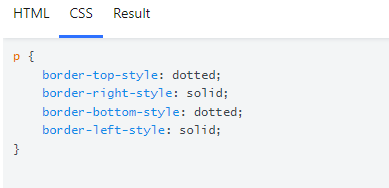 HTML CSS Result
p {
    border-top-style: dotted;
    border-right-style: solid;
    border-bottom-style: dotted;
    border-left-style: solid;
}